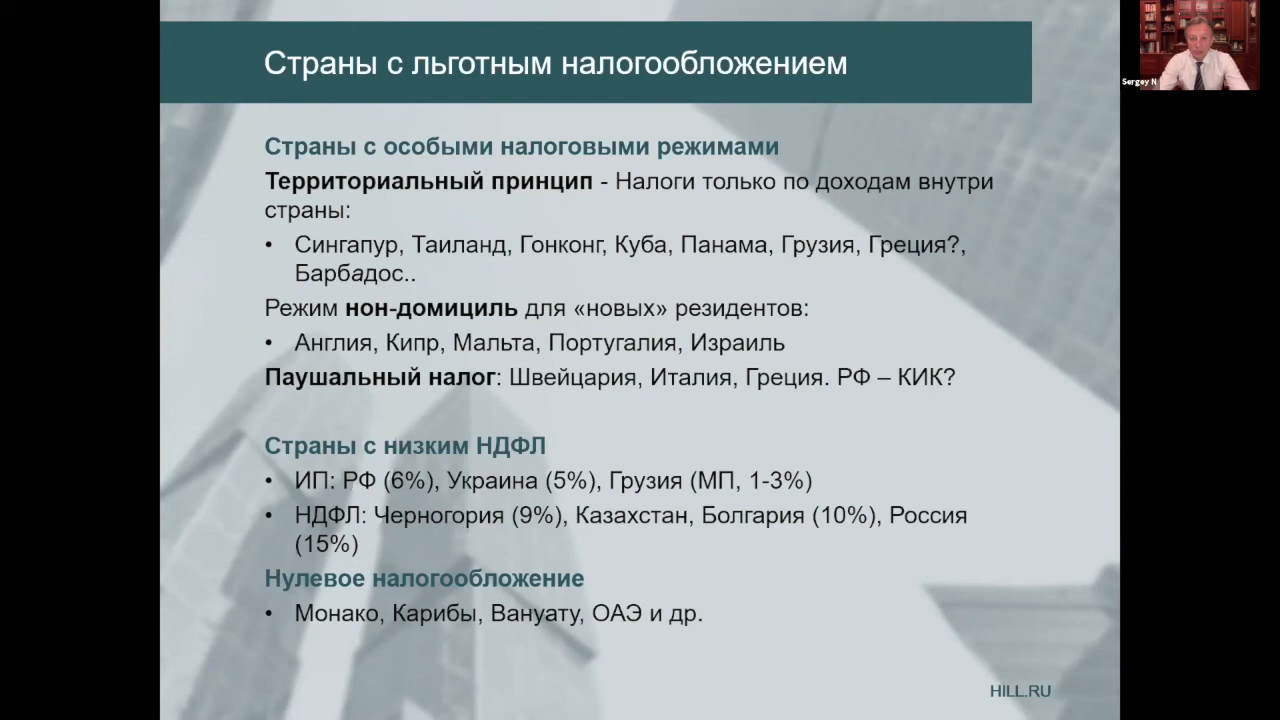 Страны с льготным налогообложением
Sergey N
Страны с особыми налоговыми режимами
Территориальный принцип - Налоги только по доходам внутри
страны:
• Сингапур, Таиланд, Гонконг, Куба, Панама, Грузия, Греция?,
Барбадос..
Режим нон-домициль для «новых» резидентов:
• Англия, Кипр, Мальта, Португалия, Израиль
Паушальный налог: Швейцария, Италия, Греция. РФ – КИК?
Страны с низким НДФЛ
• ИП: РФ (6%), Украина (5%), Грузия (МП, 1-3%)
• НДФЛ: Черногория (9%), Казахстан, Болгария (10%), Россия
(15%)
Нулевое налогообложение
• Монако, Карибы, Вануату, ОАЭ и др.
HILL.RU